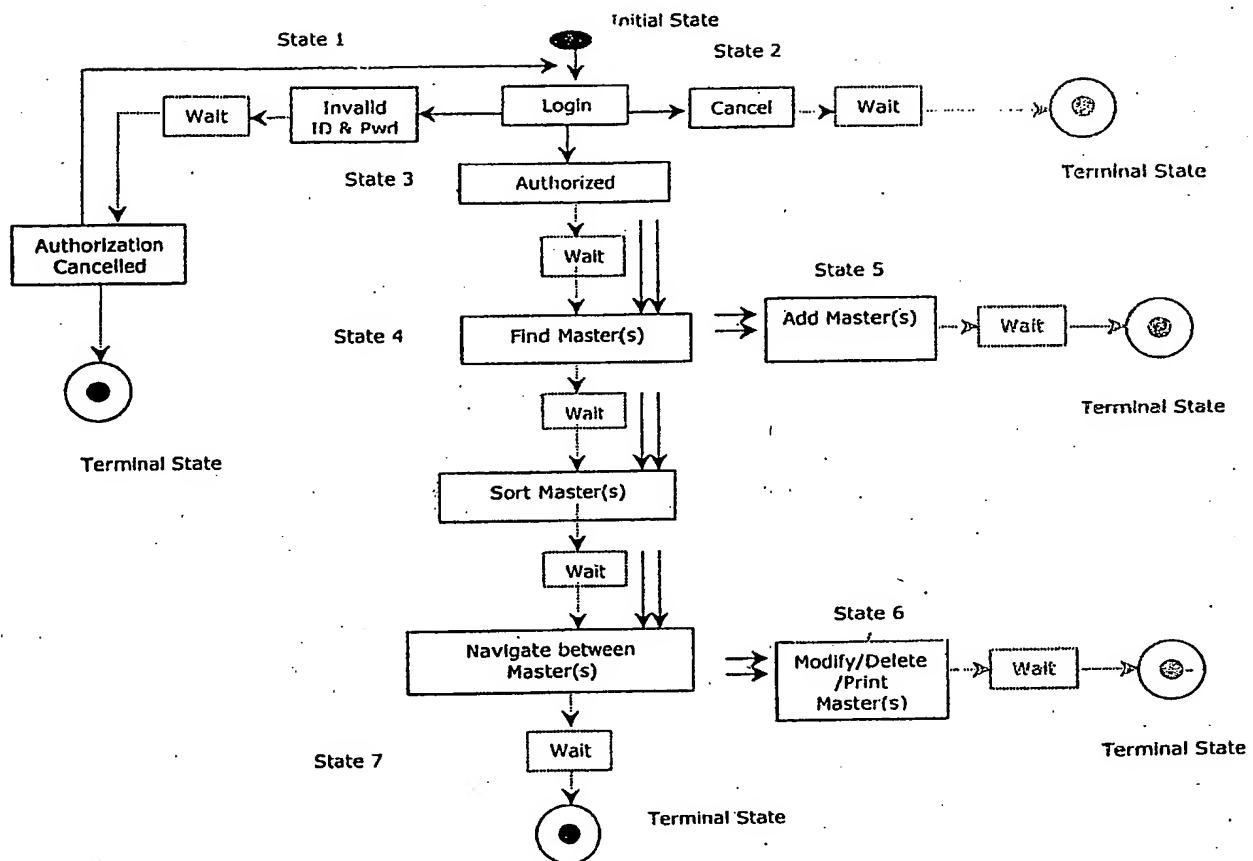 Initial State
State 1
State 2
Wait
Invalid
ID & Pwd
Login
Cancel
Wait
Terminal State
State 3
Authorized
Authorization
Cancelled
Wait
State 5
State 4
Find Master(s)
Add Master(s)
Wait
Terminal State
Wait
Terminal State
Sort Master(s)
Wait
State 6
Navigate between
Master(s)
Modify/Delete
/Print
Master(s)
Wait
Terminal State
State 7
Wait
Terminal State